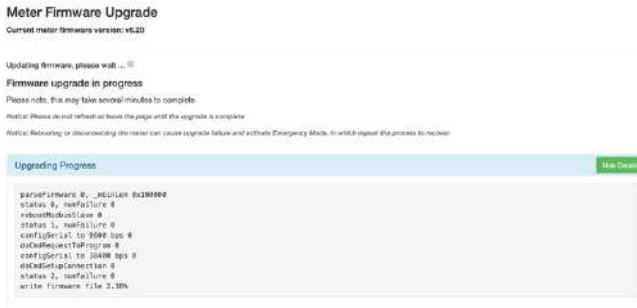 Meter Firmware Upgrade
Current meter firmware version: v6.20
Updating firmware, please wait ...
Firmware upgrade in progress
Please note, this may take several minutes to complete
Notice: Please do not refresh or leave the page until the upgrade is complete
Notice: Rebooting or disconnecting the meter can cause upgrade failure and activate Emergency Mode, in which repeat the process to recover
Upgrading Progress
Hide Details
parseFirmware 0, _mbinLen 0x100000
status 0, numFailure 0
rebootModbusSlave 0
status 1, numFailure 0
configSerial to 9600 bps 0
doCmdRequestToProgram 0
configSerial to 38400 bps 0
doCmdSetupConnection 0
status 2, numFailure 0
write firmware file 2.30%